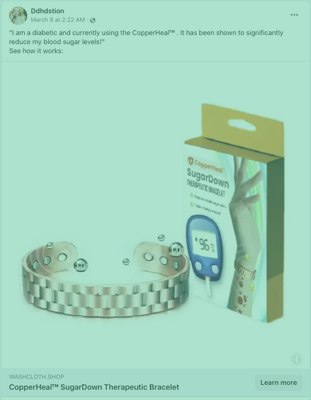 Ddhdstion
March 8 at 2:22 AM ·
"I am a diabetic and currently using the CopperHeal™ . It has been shown to significantly
reduce my blood sugar levels!"
See how it works:
CopperHeal
SugarDown
THERAPEUTIC BRACELET
96
WASHCLOTH.SHOP
CopperHeal™ SugarDown Therapeutic Bracelet
Learn more